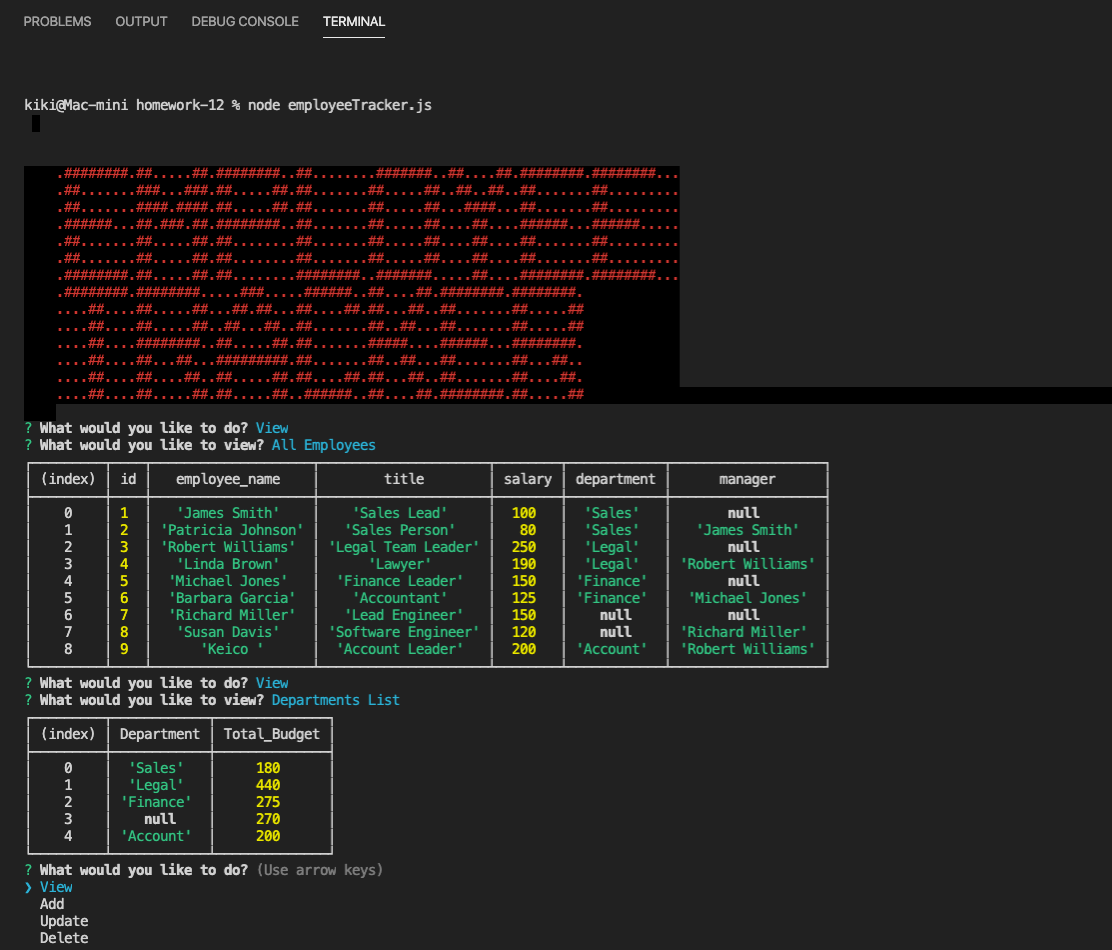 PROBLEMS OUTPUT DEBUG CONSOLE TERMINAL
kiki@Mac-mini homework-12 % node employeeTracker.js
.########.##.....##.########..##........#######..##....##.########.########...
.##.......###...###.##.....##.##.......##.....##..##..##..##.......##.........
.##.......####.####.##.....##.##.......##.....##...####...##.......##.........
.######...##.###.##.########..##.......##.....##....##....######...######.....
.##.......##.....##.##........##.......##.....##....##....##.......##.........
.##.......##.....##.##........##.......##.....##....##....##.......##.........
.########.##.....##.##........########..#######.....##....########.########...
.########.########.....###.....######..##....##.########.########.
....##....##.....##...##.##...##....##.##...##..##.......##.....##
....##....##.....##..##...##..##.......##..##...##.......##.....##
....##....########..##.....##.##.......#####....######...########.
....##....##...##...#########.##.......##..##...##.......##...##..
....##....##....##..##.....##.##....##.##...##..##.......##....##.
....##....##.....##.##.....##..######..##....##.########.##.....##
? What would you like to do? View
? What would you like to view? All Employees
(index) id employee_name title salary department manager
0 1 'James Smith' 'Sales Lead' 100 'Sales' null
1 2 'Patricia Johnson' 'Sales Person' 80 'Sales' 'James Smith'
2 3 'Robert Williams' 'Legal Team Leader' 250 'Legal' null
3 4 'Linda Brown' 'Lawyer' 190 'Legal' 'Robert Williams'
4 5 'Michael Jones' 'Finance Leader' 150 'Finance' null
5 6 'Barbara Garcia' 'Accountant' 125 'Finance' 'Michael Jones'
6 7 'Richard Miller' 'Lead Engineer' 150 null null
7 8 'Susan Davis' 'Software Engineer' 120 null 'Richard Miller'
8 9 'Keico ' 'Account Leader' 200 'Account' 'Robert Williams'
? What would you like to do? View
? What would you like to view? Departments List
(index) Department Total_Budget
0 'Sales' 180
1 'Legal' 440
2 'Finance' 275
3 null 270
4 'Account' 200
? What would you like to do? (Use arrow keys)
❯ View
Add
Update
Delete